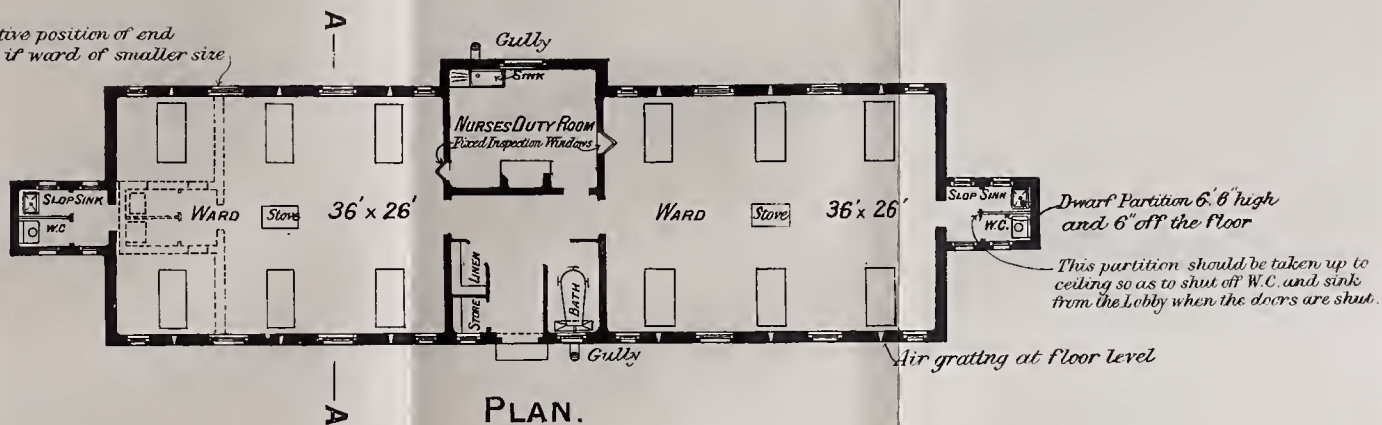 tive position of end
if ward of smaller size
A
Gully
SINK
NURSES DUTY ROOM
Fixed Inspection Windows
SLOP SINK
W.C
WARD
Stove
36' x 26'
WARD
Stove
36' x 26'
SLOP SINK
W.C.
Dwarf Partition 6' 6" high
and 6" off the floor
This partition should be taken up to
ceiling so as to shut off W.C. and sink
from the Lobby when the doors are shut.
LINEN
STORE
BATH
Gully
Air grating at floor level
A
PLAN.